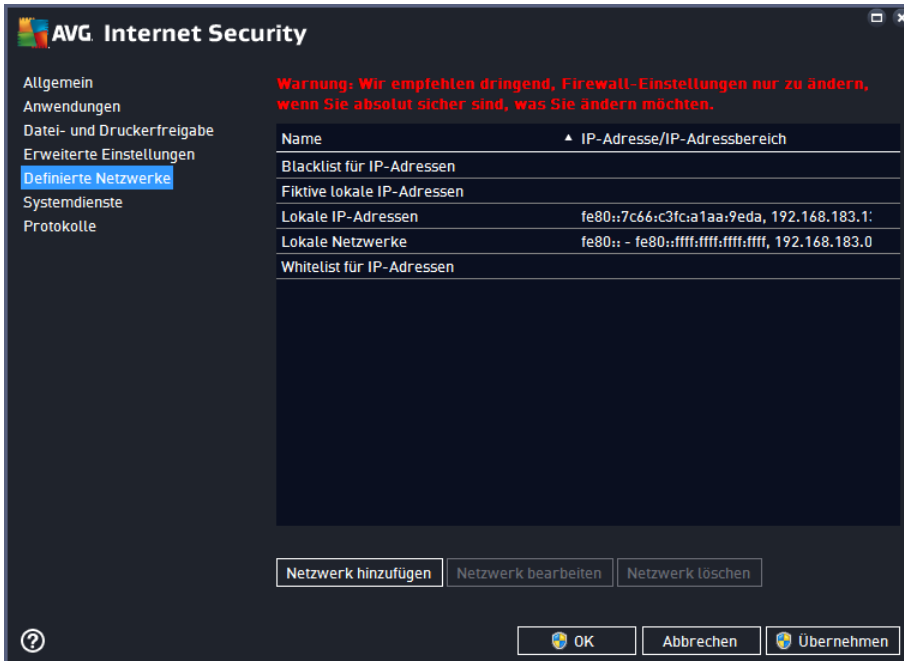 AVG Internet Security
Allgemein
Anwendungen
Datei- und Druckerfreigabe
Erweiterte Einstellungen
Definierte Netzwerke
Systemdienste
Protokolle
Warnung: Wir empfehlen dringend, Firewall-Einstellungen nur zu ändern,
wenn Sie absolut sicher sind, was Sie ändern möchten.
Name IP-Adresse/IP-Adressbereich
Blacklist für IP-Adressen
Fiktive lokale IP-Adressen
Lokale IP-Adressen fe80::7c66:c3fc:a1aa:9eda, 192.168.183.1
Lokale Netzwerke fe80:: - fe80::ffff:ffff:ffff:ffff, 192.168.183.0
Whitelist für IP-Adressen
Netzwerk hinzufügen Netzwerk bearbeiten Netzwerk löschen
? OK Abbrechen Übernehmen